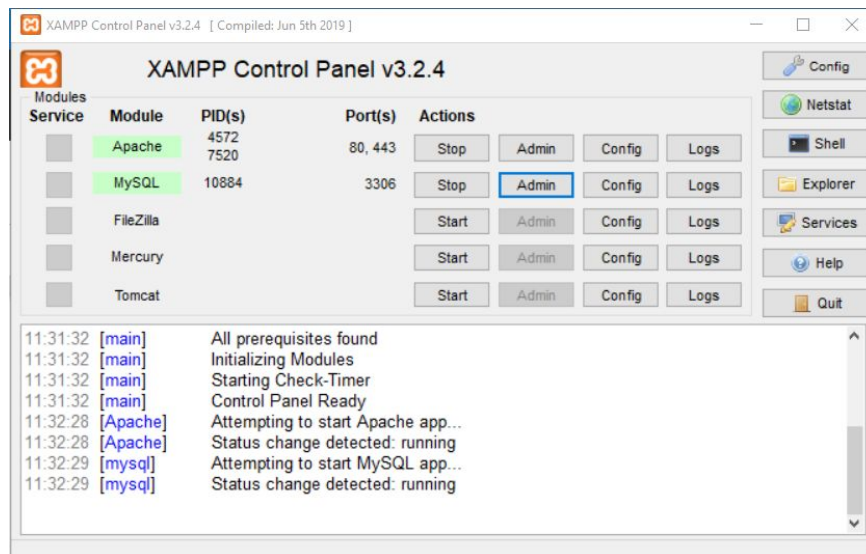 XAMPP Control Panel v3.2.4 [ Compiled: Jun 5th 2019 ]
XAMPP Control Panel v3.2.4
Modules
Service Module PID(s) Port(s) Actions
Apache 4572 7520 80, 443 Stop Admin Config Logs
MySQL 10884 3306 Stop Admin Config Logs
FileZilla Start Admin Config Logs
Mercury Start Admin Config Logs
Tomcat Start Admin Config Logs
Config
Netstat
Shell
Explorer
Services
Help
Quit
11:31:32 [main] All prerequisites found
11:31:32 [main] Initializing Modules
11:31:32 [main] Starting Check-Timer
11:31:32 [main] Control Panel Ready
11:32:28 [Apache] Attempting to start Apache app...
11:32:28 [Apache] Status change detected: running
11:32:29 [mysql] Attempting to start MySQL app...
11:32:29 [mysql] Status change detected: running